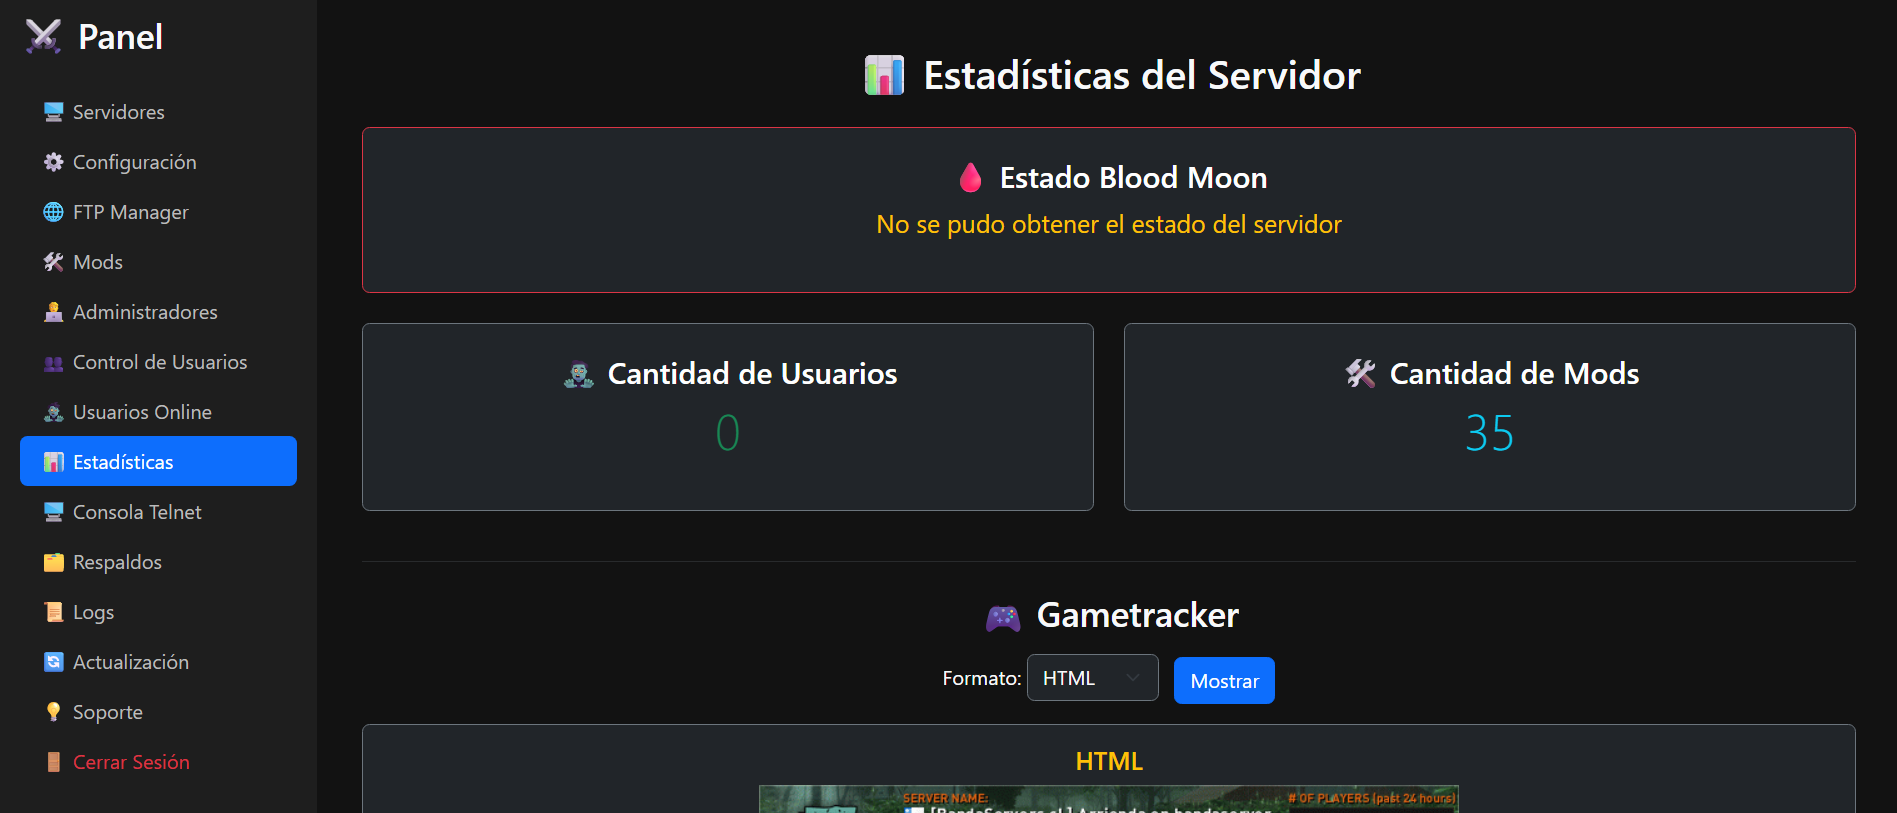 Panel
Servidores
Configuración
FTP Manager
Mods
Administradores
Control de Usuarios
Usuarios Online
Estadísticas
Consola Telnet
Respaldos
Logs
Actualización
Soporte
Cerrar Sesión
Estadísticas del Servidor
Estado Blood Moon
No se pudo obtener el estado del servidor
Cantidad de Usuarios
0
Cantidad de Mods
35
Gametracker
Formato: HTML Mostrar
HTML
SERVER NAME:
# OF PLAYERS (past 24 hours)